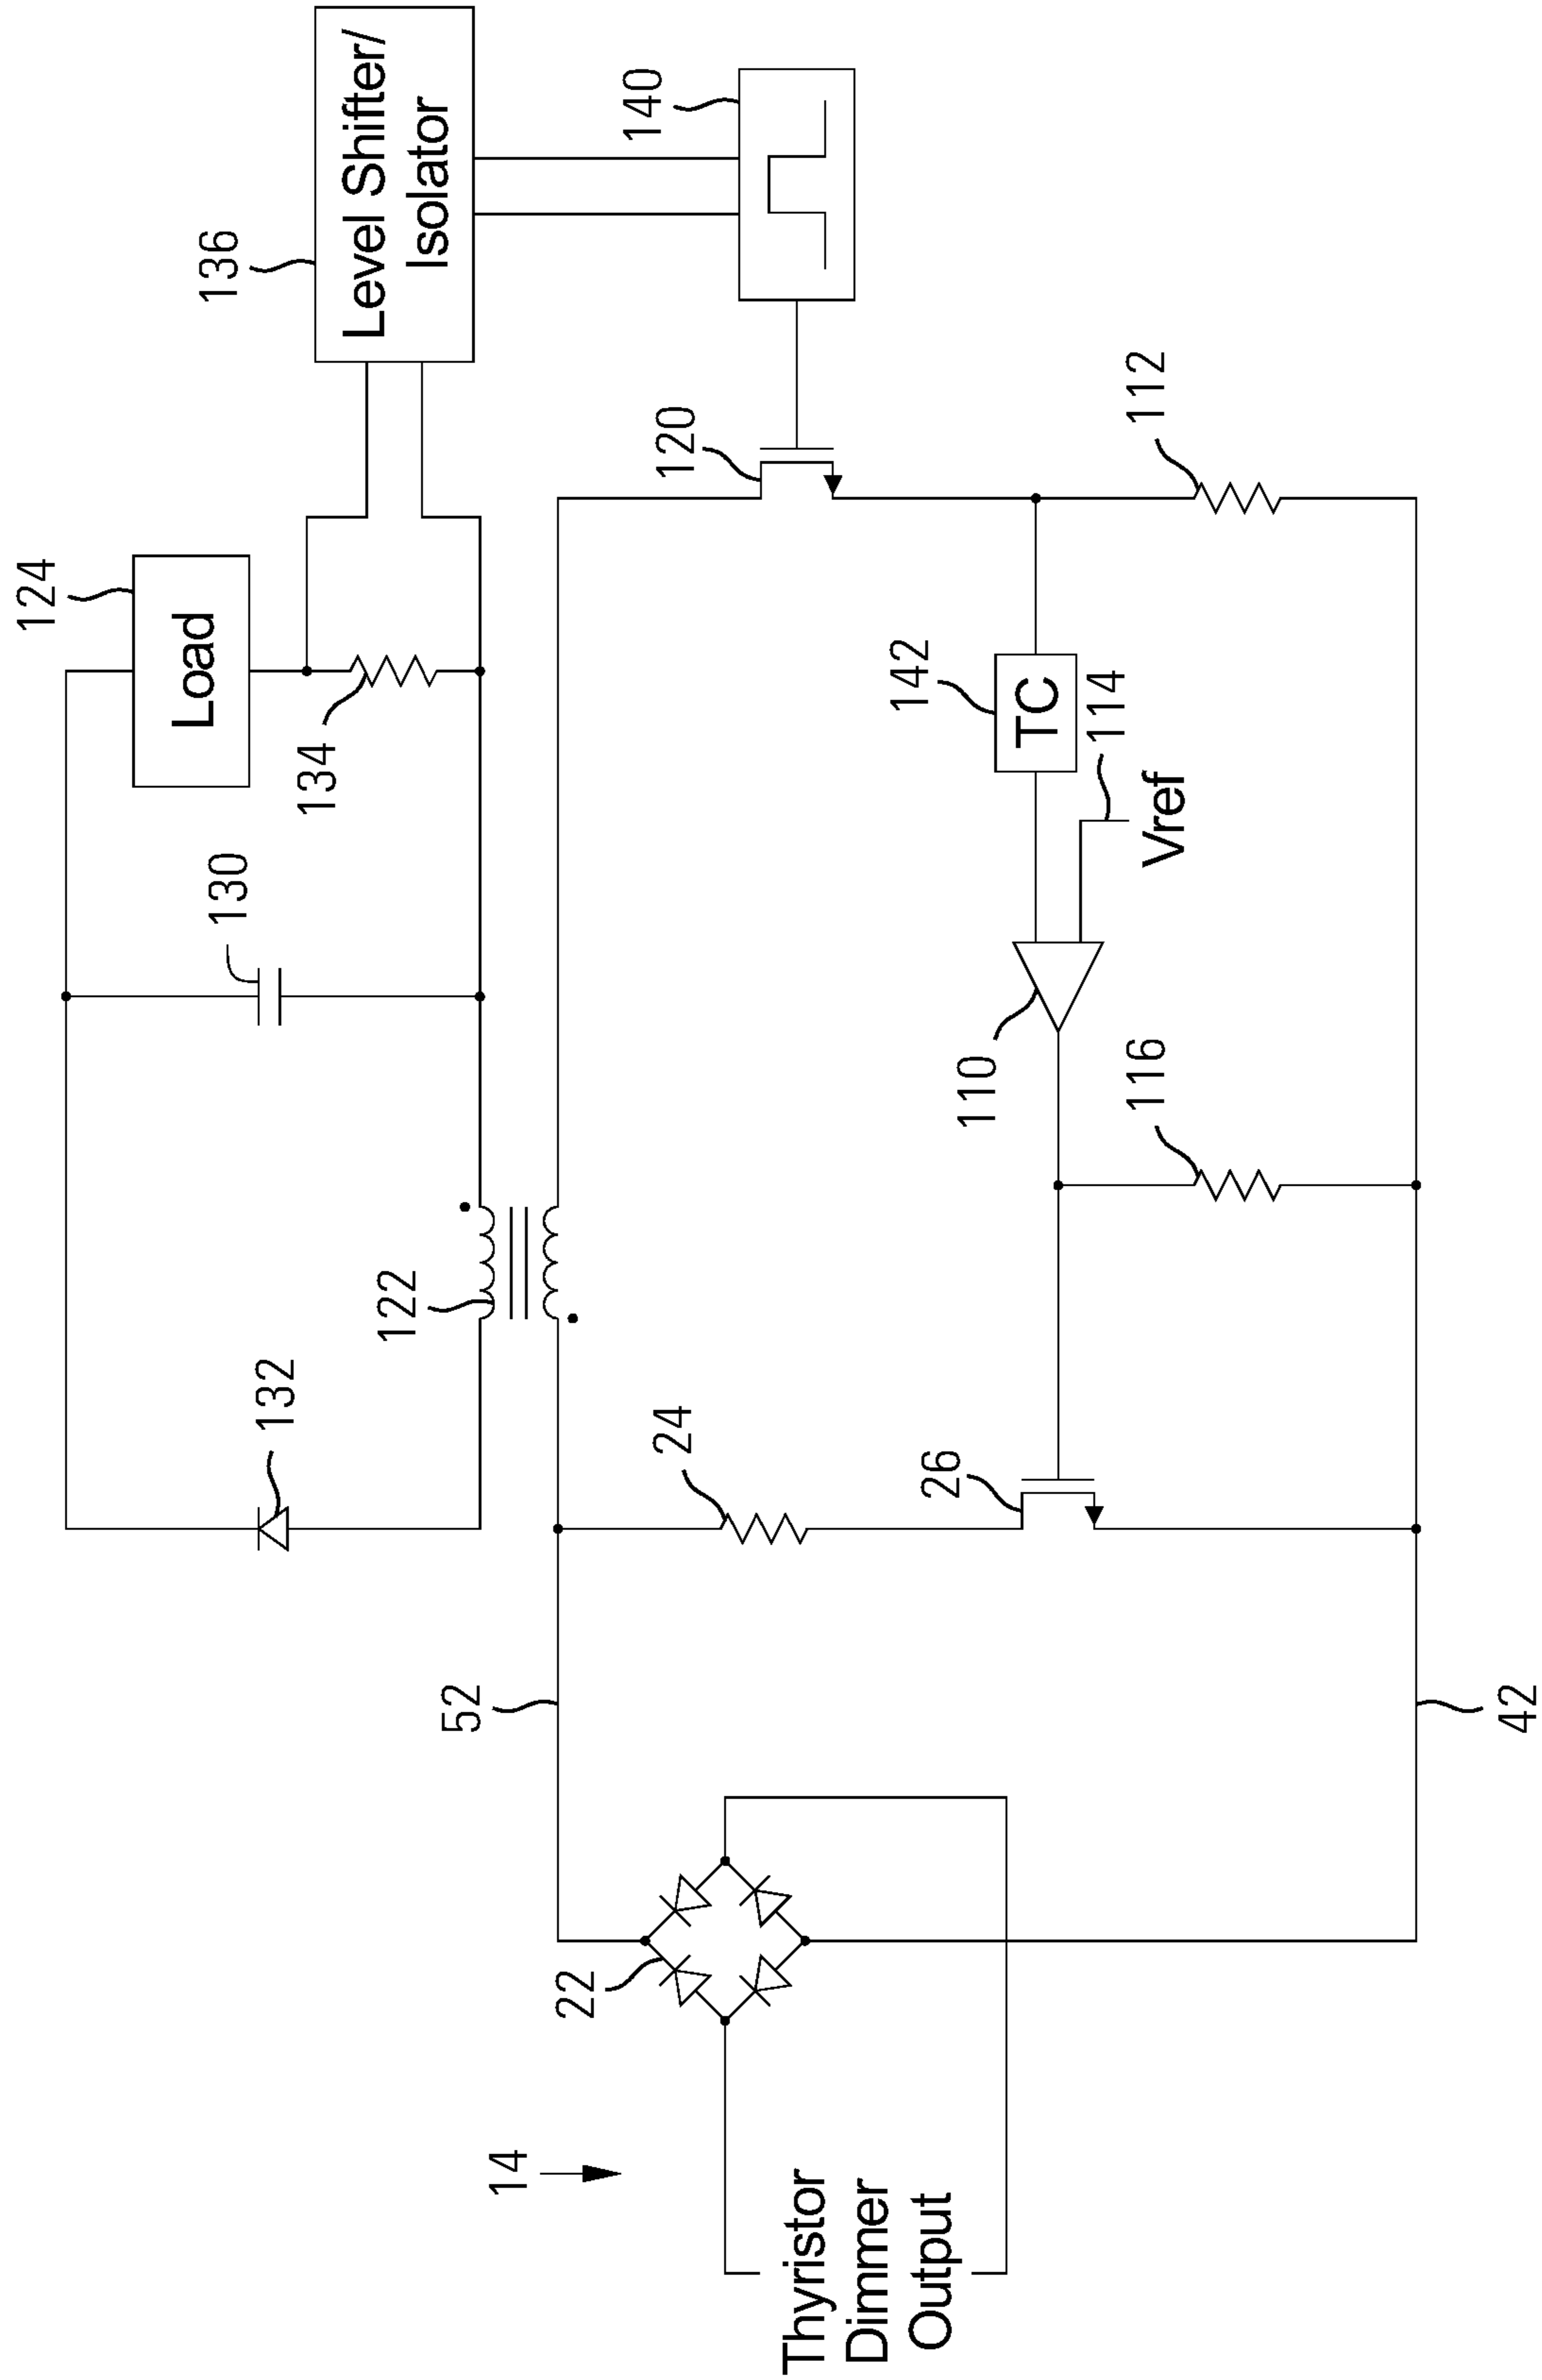 124
Load
136
Level Shifter/
Isolator
132
130
134
122
140
52
24
120
14
22
Thyristor
Dimmer
Output
26
110
142
TC
114
Vref
116
112
42